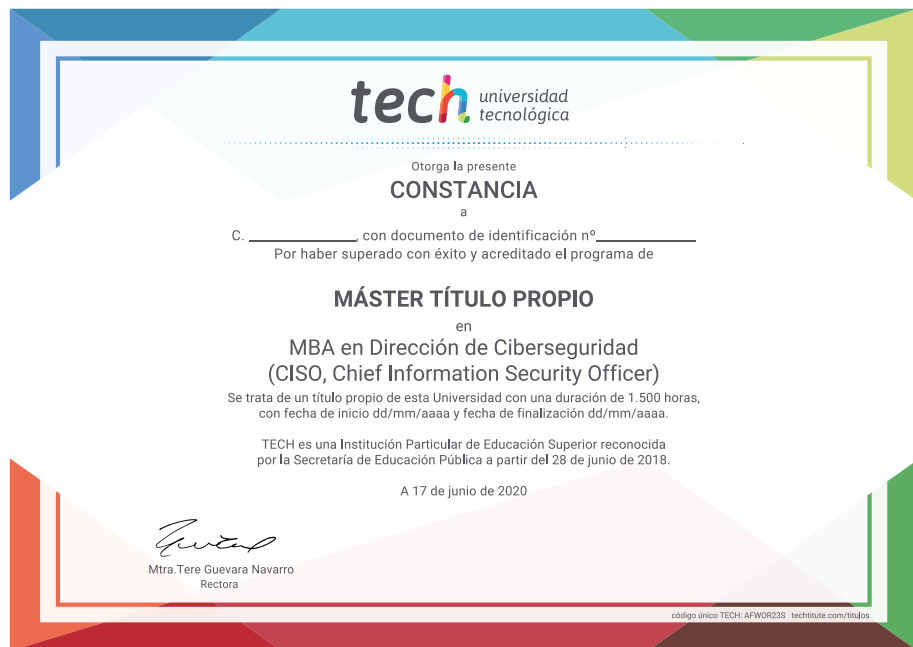 tech universidad
tecnológica
Otorga la presente
CONSTANCIA
a
C. ____________, con documento de identificación nº___________
Por haber superado con éxito y acreditado el programa de
MÁSTER TÍTULO PROPIO
en
MBA en Dirección de Ciberseguridad
(CISO, Chief Information Security Officer)
Se trata de un título propio de esta Universidad con una duración de 1.500 horas,
con fecha de inicio dd/mm/aaaa y fecha de finalización dd/mm/aaaa.
TECH es una Institución Particular de Educación Superior reconocida
por la Secretaría de Educación Pública a partir del 28 de junio de 2018.
A 17 de junio de 2020
Mtra.Tere Guevara Navarro
Rectora
código único TECH: AFWOR23S techtitute.com/titulos